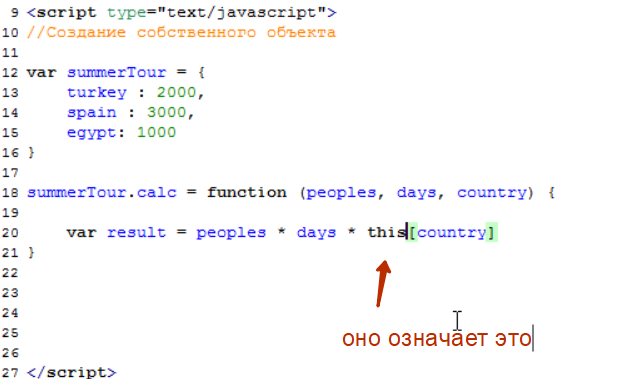 9 <script type="text/javascript">
10 //Создание собственного объекта
11
12 var summerTour = {
13 turkey : 2000,
14 spain : 3000,
15 egypt: 1000
16 }
17
18 summerTour.calc = function (peoples, days, country) {
19
20 var result = peoples * days * this[country]
21 }
22
23
24
25
оно означает это
26
27 </script>